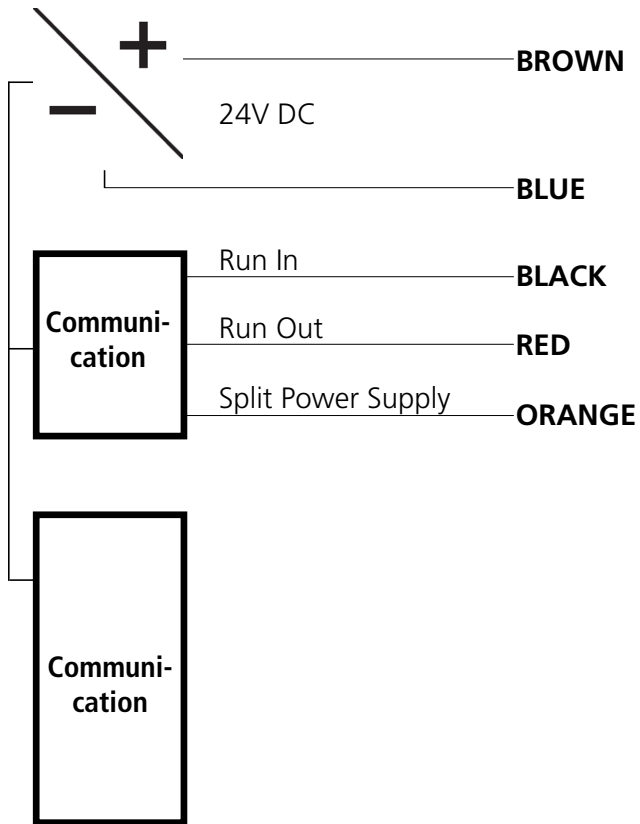 +
BROWN
−
24V DC
BLUE
Run In
BLACK
Communi-
cation
Run Out
RED
Split Power Supply
ORANGE
Communi-
cation